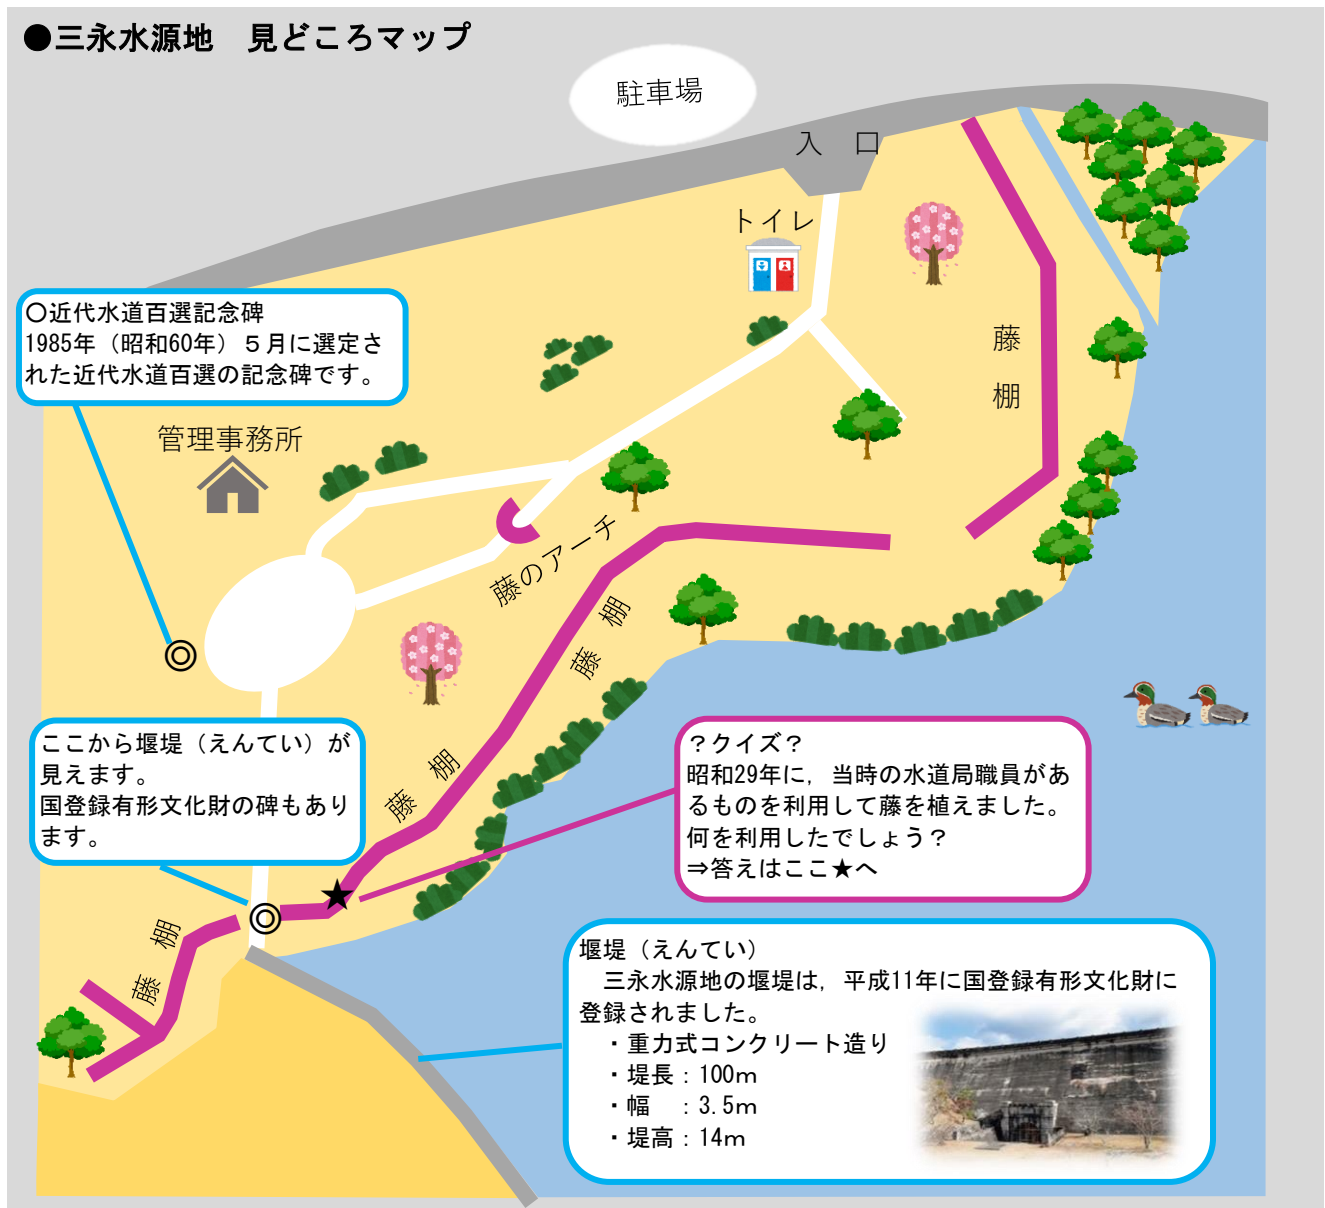 ●三永水源地　見どころマップ
駐車場
入　口
トイレ
〇近代水道百選記念碑
1985年（昭和60年）５月に選定さ
れた近代水道百選の記念碑です。
藤棚
管理事務所
藤のアーチ
藤棚
藤棚
ここから堰堤（えんてい）が
見えます。
国登録有形文化財の碑もあり
ます。
？クイズ？
昭和29年に，当時の水道局職員があ
るものを利用して藤を植えました。
何を利用したでしょう？
⇒答えはここ★へ
藤棚
堰堤（えんてい）
　三永水源地の堰堤は，平成11年に国登録有形文化財に
登録されました。
・重力式コンクリート造り
・堤長：100ｍ
・幅　：3.5ｍ
・堤高：14ｍ